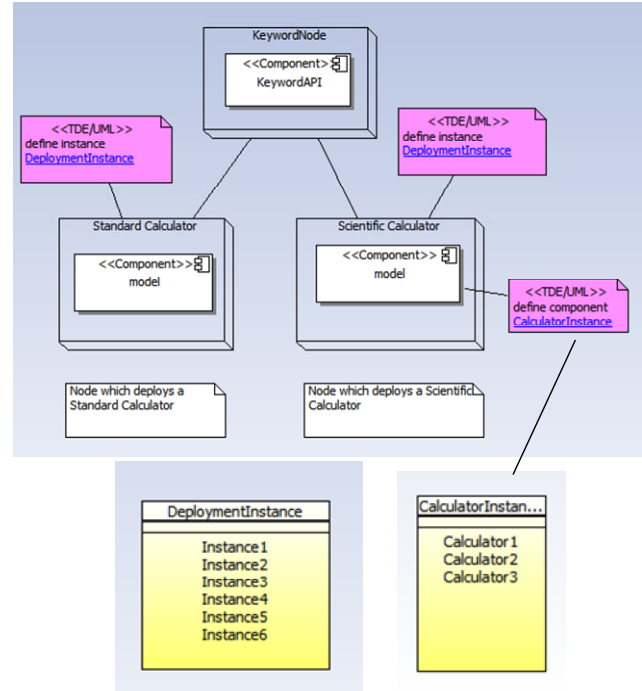 KeywordNode
<<Component>>
KeywordAPI
<<TDE/UML>>
define instance
DeploymentInstance
<<TDE/UML>>
define instance
DeploymentInstance
Standard Calculator
<<Component>>
model
Scientific Calculator
<<Component>>
model
<<TDE/UML>>
define component
CalculatorInstance
Node which deploys a
Standard Calculator
Node which deploys a Scientific
Calculator
DeploymentInstance
Instance1
Instance2
Instance3
Instance4
Instance5
Instance6
CalculatorInstan...
Calculator1
Calculator2
Calculator3